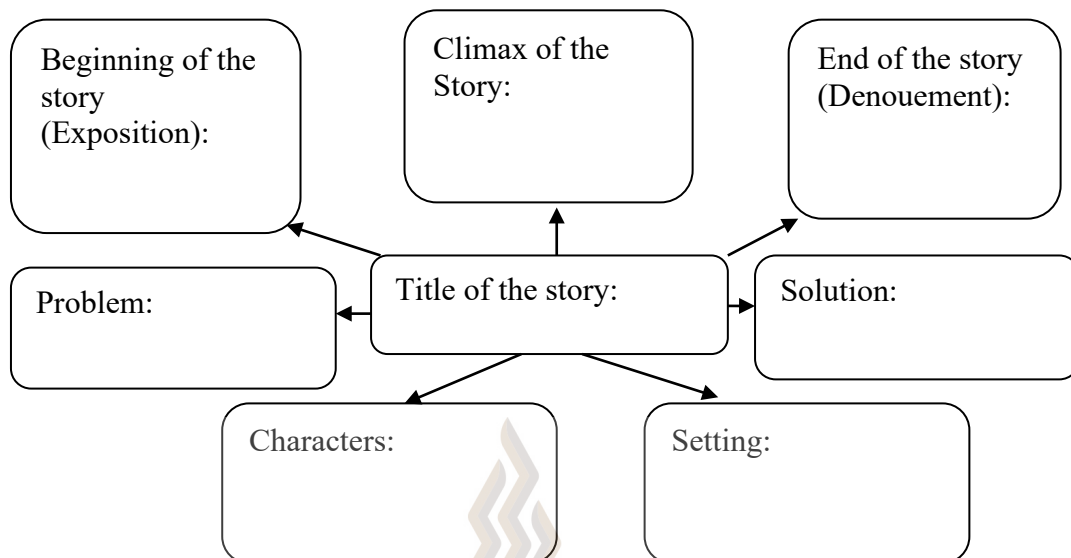 Beginning of the
story
(Exposition):
Climax of the
Story:
End of the story
(Denouement):
Problem:
Title of the story:
Solution:
Characters:
Setting: